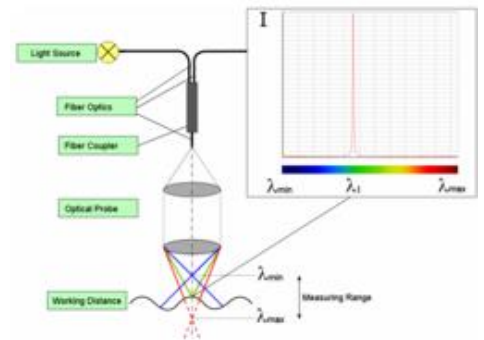 I
Light Source
Fiber Optics
Fiber Coupler
λmin
λ1
λmax
Optical Probe
λmin
Working Distance
Measuring Range
λmax